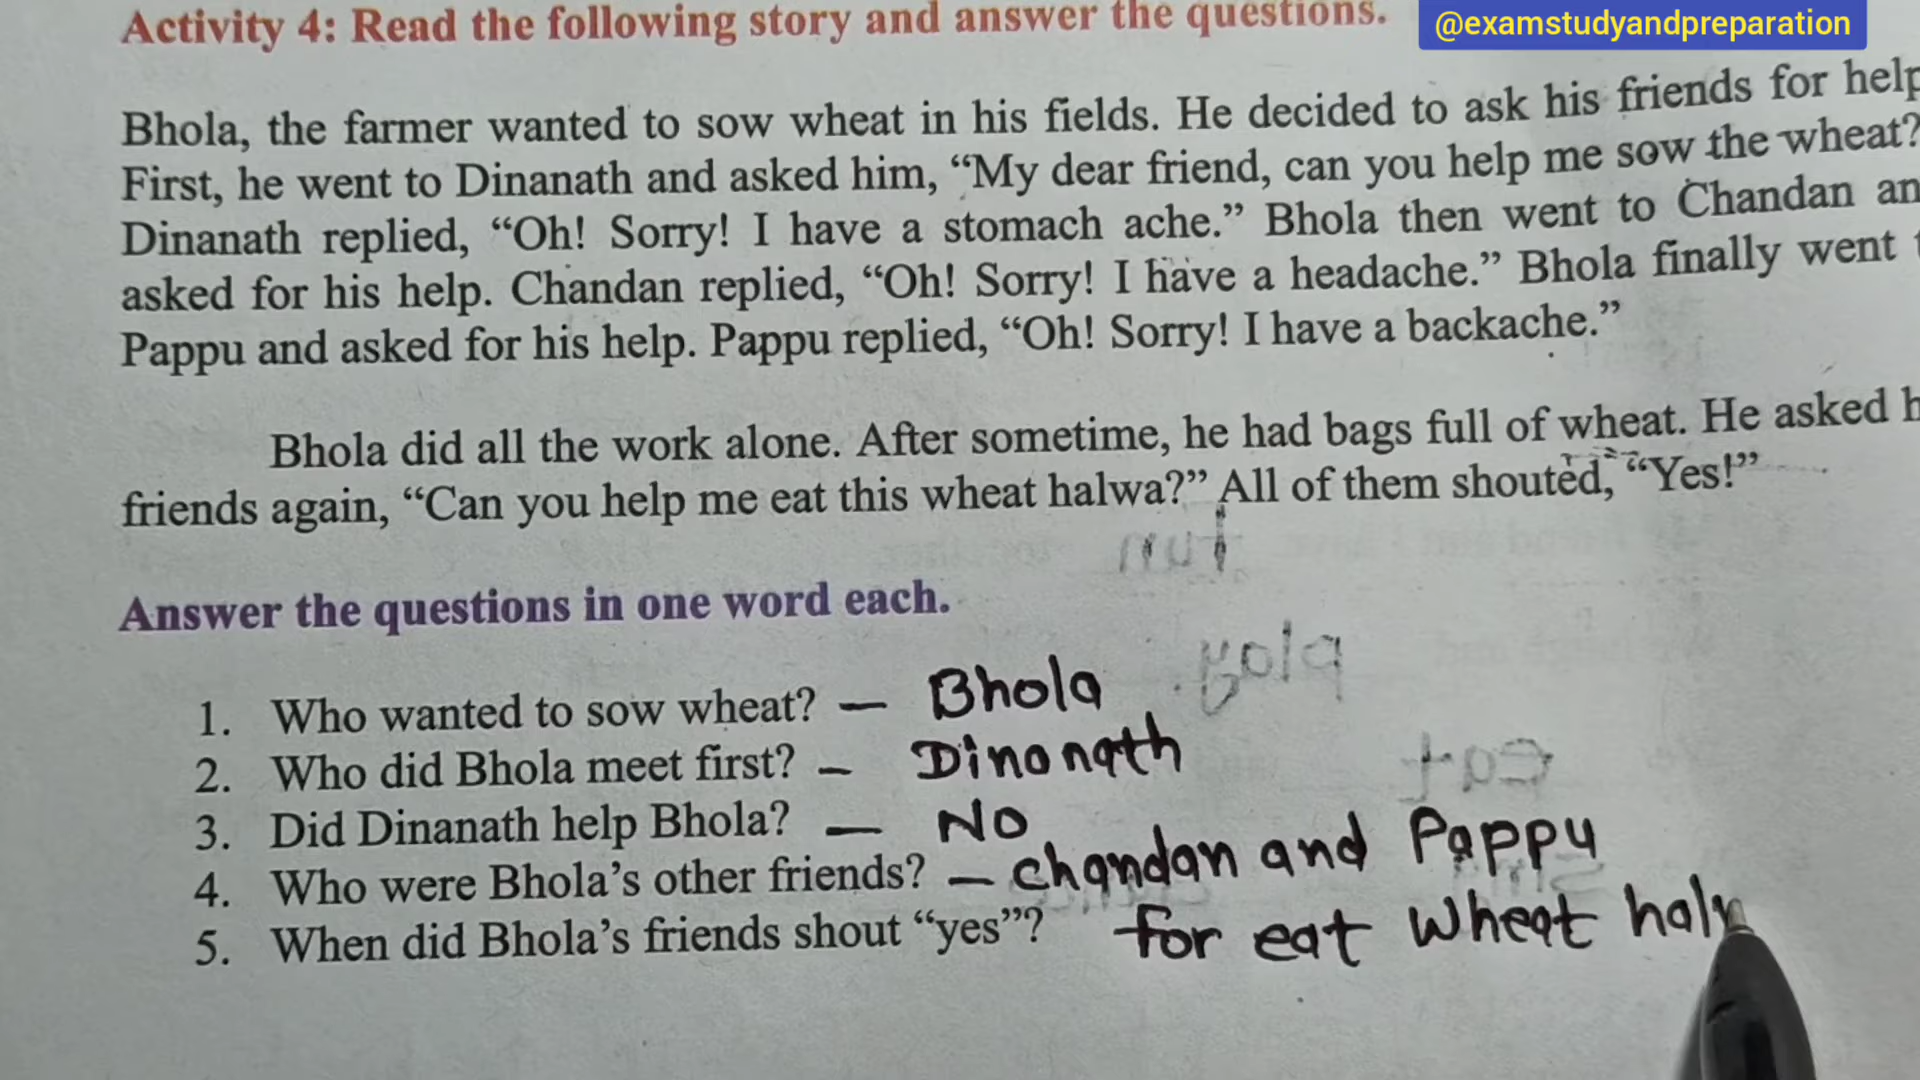 Activity 4: Read the following story and answer the questions.
@examstudyandpreparation
Bhola, the farmer wanted to sow wheat in his fields. He decided to ask his friends for help
First, he went to Dinanath and asked him, “My dear friend, can you help me sow the wheat?
Dinanath replied, “Oh! Sorry! I have a stomach ache.” Bhola then went to Chandan an
asked for his help. Chandan replied, “Oh! Sorry! I have a headache.” Bhola finally went
Pappu and asked for his help. Pappu replied, “Oh! Sorry! I have a backache.”
Bhola did all the work alone. After sometime, he had bags full of wheat. He asked h
friends again, “Can you help me eat this wheat halwa?” All of them shouted, “Yes!”
Answer the questions in one word each.
1. Who wanted to sow wheat? — Bhola
2. Who did Bhola meet first? – Dinanath
3. Did Dinanath help Bhola? — No
4. Who were Bhola’s other friends? — Chandan and Pappu
5. When did Bhola’s friends shout “yes”? for eat wheat